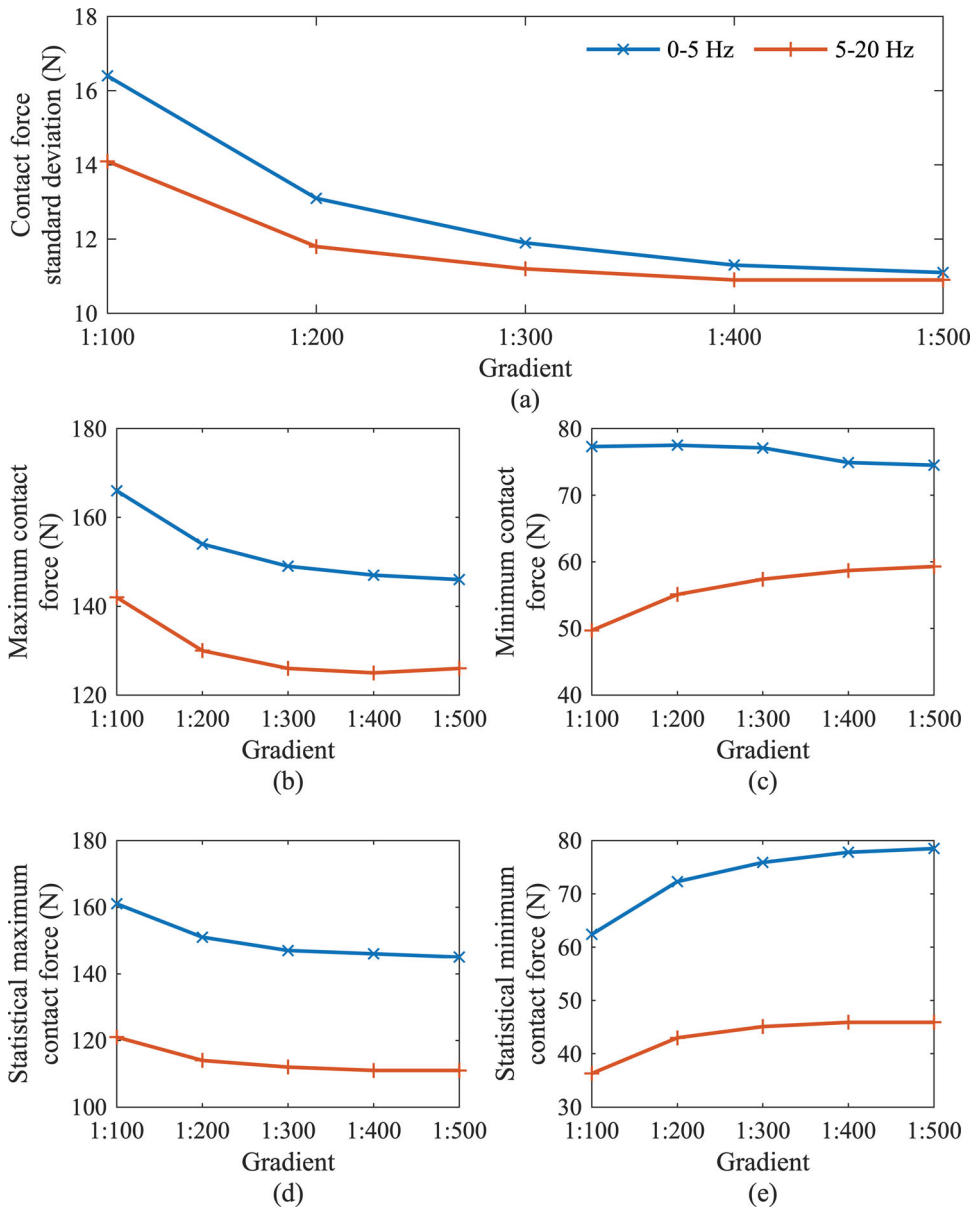 18
16
14
12
10
Contact force
standard deviation (N)
0-5 Hz
5-20 Hz
1:100 1:200 1:300 1:400 1:500
Gradient
(a)
180
160
140
120
Maximum contact
force (N)
1:100 1:200 1:300 1:400 1:500
Gradient
(b)
80
70
60
50
40
Minimum contact
force (N)
1:100 1:200 1:300 1:400 1:500
Gradient
(c)
180
160
140
120
100
Statistical maximum
contact force (N)
1:100 1:200 1:300 1:400 1:500
Gradient
(d)
80
70
60
50
40
30
Statistical minimum
contact force (N)
1:100 1:200 1:300 1:400 1:500
Gradient
(e)